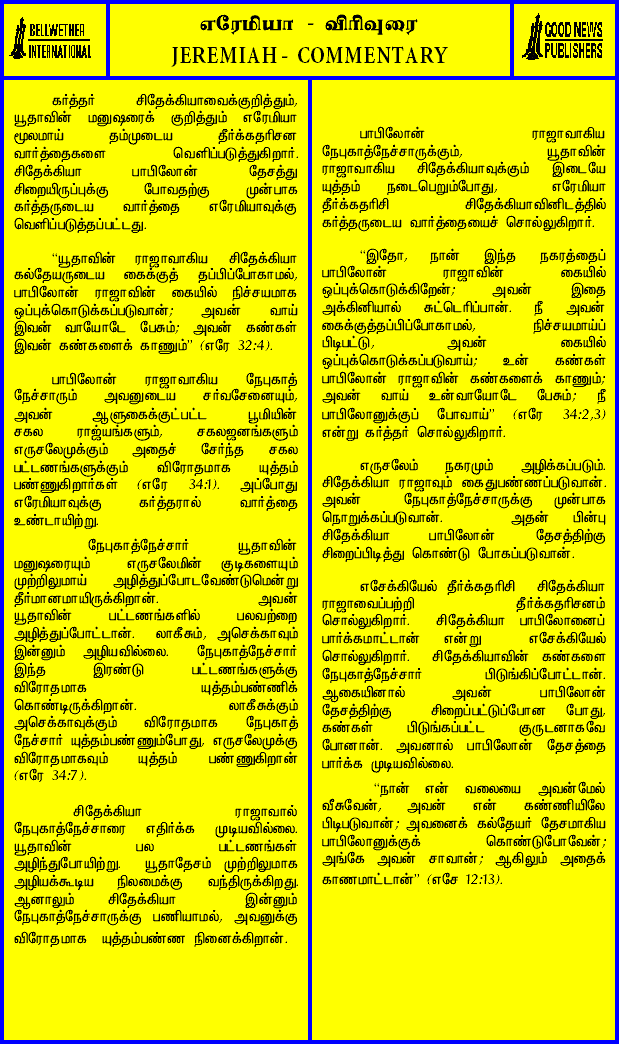 BELLWETHER
INTERNATIONAL
எரேமியா - விரிவுரை
JEREMIAH - COMMENTARY
GOOD NEWS
PUBLISHERS
கர்த்தர் சிதேக்கியாவைக்குறித்தும்,
யூதாவின் மனுஷரைக் குறித்தும் எரேமியா
மூலமாய் தம்முடைய தீர்க்கதரிசன
வார்த்தைகளை வெளிப்படுத்துகிறார்.
சிதேக்கியா பாபிலோன் தேசத்து
சிறையிருப்புக்கு போவதற்கு முன்பாக
கர்த்தருடைய வார்த்தை எரேமியாவுக்கு
வெளிப்படுத்தப்பட்டது.
“யூதாவின் ராஜாவாகிய சிதேக்கியா
கல்தேயருடைய கைக்குத் தப்பிப்போகாமல்,
பாபிலோன் ராஜாவின் கையில் நிச்சயமாக
ஒப்புக்கொடுக்கப்படுவான்; அவன் வாய்
இவன் வாயோடே பேசும்; அவன் கண்கள்
இவன் கண்களைக் காணும்” (எரே 32:4).
பாபிலோன் ராஜாவாகிய நேபுகாத்
நேச்சாரும் அவனுடைய சர்வசேனையும்,
அவன் ஆளுகைக்குட்பட்ட பூமியின்
சகல ராஜ்யங்களும், சகலஜனங்களும்
எருசலேமுக்கும் அதைச் சேர்ந்த சகல
பட்டணங்களுக்கும் விரோதமாக யுத்தம்
பண்ணுகிறார்கள் (எரே 34:1). அப்போது
எரேமியாவுக்கு கர்த்தரால் வார்த்தை
உண்டாயிற்று.
நேபுகாத்நேச்சார் யூதாவின்
மனுஷரையும் எருசலேமின் குடிகளையும்
முற்றிலுமாய் அழித்துப்போடவேண்டுமென்று
தீர்மானமாயிருக்கிறான். அவன்
யூதாவின் பட்டணங்களில் பலவற்றை
அழித்துப்போட்டான். லாகீசும், அசெக்காவும்
இன்னும் அழியவில்லை. நேபுகாத்நேச்சார்
இந்த இரண்டு பட்டணங்களுக்கு
விரோதமாக யுத்தம்பண்ணிக்
கொண்டிருக்கிறான். லாகீசுக்கும்
அசெக்காவுக்கும் விரோதமாக நேபுகாத்
நேச்சார் யுத்தம்பண்ணும்போது, எருசலேமுக்கு
விரோதமாகவும் யுத்தம் பண்ணுகிறான்
(எரே 34:7).
சிதேக்கியா ராஜாவால்
நேபுகாத்நேச்சாரை எதிர்க்க முடியவில்லை.
யூதாவின் பல பட்டணங்கள்
அழிந்துபோயிற்று. யூதாதேசம் முற்றிலுமாக
அழியக்கூடிய நிலமைக்கு வந்திருக்கிறது.
ஆனாலும் சிதேக்கியா இன்னும்
நேபுகாத்நேச்சாருக்கு பணியாமல், அவனுக்கு
விரோதமாக யுத்தம்பண்ண நினைக்கிறான்.
பாபிலோன் ராஜாவாகிய
நேபுகாத்நேச்சாருக்கும், யூதாவின்
ராஜாவாகிய சிதேக்கியாவுக்கும் இடையே
யுத்தம் நடைபெறும்போது, எரேமியா
தீர்க்கதரிசி சிதேக்கியாவினிடத்தில்
கர்த்தருடைய வார்த்தையைச் சொல்லுகிறார்.
“இதோ, நான் இந்த நகரத்தைப்
பாபிலோன் ராஜாவின் கையில்
ஒப்புக்கொடுக்கிறேன்; அவன் இதை
அக்கினியால் சுட்டெரிப்பான். நீ அவன்
கைக்குத்தப்பிப்போகாமல், நிச்சயமாய்ப்
பிடிபட்டு, அவன் கையில்
ஒப்புக்கொடுக்கப்படுவாய்; உன் கண்கள்
பாபிலோன் ராஜாவின் கண்களைக் காணும்;
அவன் வாய் உன்வாயோடே பேசும்; நீ
பாபிலோனுக்குப் போவாய்” (எரே 34:2,3)
என்று கர்த்தர் சொல்லுகிறார்.
எருசலேம் நகரமும் அழிக்கப்படும்.
சிதேக்கியா ராஜாவும் கைதுபண்ணப்படுவான்.
அவன் நேபுகாத்நேச்சாருக்கு முன்பாக
நொறுக்கப்படுவான். அதன் பின்பு
சிதேக்கியா பாபிலோன் தேசத்திற்கு
சிறைப்பிடித்து கொண்டு போகப்படுவான்.
எசேக்கியேல் தீர்க்கதரிசி சிதேக்கியா
ராஜாவைப்பற்றி தீர்க்கதரிசனம்
சொல்லுகிறார். சிதேக்கியா பாபிலோனைப்
பார்க்கமாட்டான் என்று எசேக்கியேல்
சொல்லுகிறார். சிதேக்கியாவின் கண்களை
நேபுகாத்நேச்சார் பிடுங்கிப்போட்டான்.
ஆகையினால் அவன் பாபிலோன்
தேசத்திற்கு சிறைப்பட்டுப்போன போது,
கண்கள் பிடுங்கப்பட்ட குருடனாகவே
போனான். அவனால் பாபிலோன் தேசத்தை
பார்க்க முடியவில்லை.
“நான் என் வலையை அவன்மேல்
வீசுவேன், அவன் என் கண்ணியிலே
பிடிபடுவான்; அவனைக் கல்தேயர் தேசமாகிய
பாபிலோனுக்குக் கொண்டுபோவேன்;
அங்கே அவன் சாவான்; ஆகிலும் அதைக்
காணமாட்டான்” (எசே 12:13).